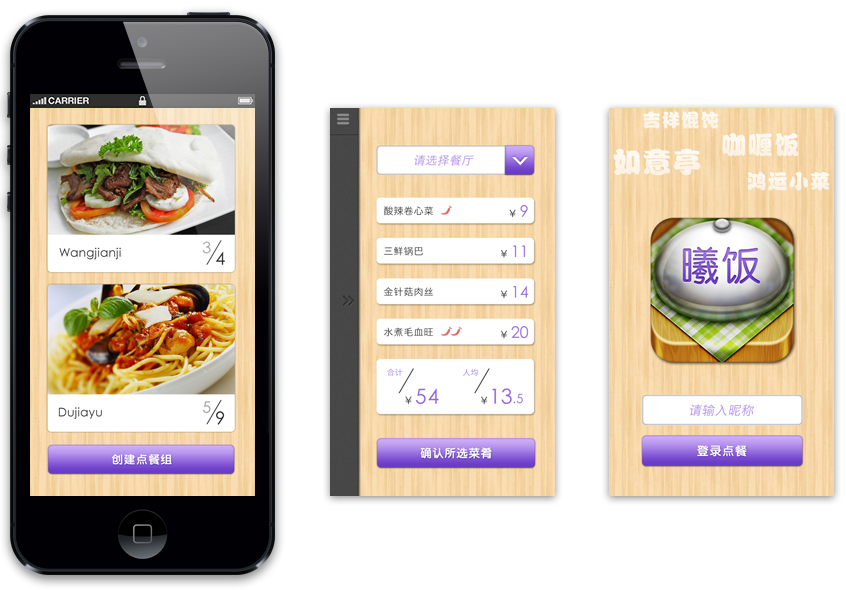 CARRIER
Wangjianji
3/4
Dujiayu
5/9
创建点餐组
请选择餐厅
酸辣卷心菜 ¥ 9
三鲜锅巴 ¥ 11
金针菇肉丝 ¥ 14
水煮毛血旺 ¥ 20
合计 人均
¥ 54 ¥ 13.5
确认所选菜肴
吉祥馄饨
咖喱饭
如意亭
鸿运小菜
曦饭
请输入昵称
登录点餐